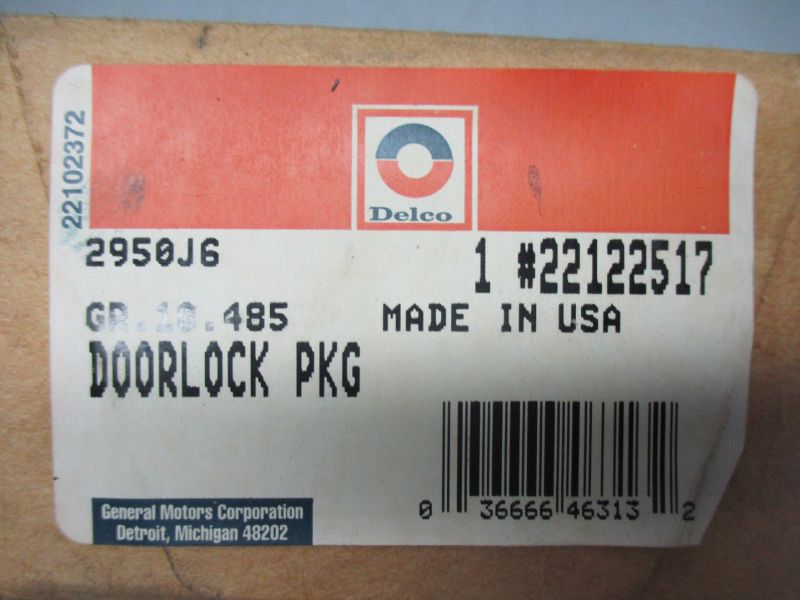 22102372
Delco
2950J6
1 #22122517
GR.10.485
MADE IN USA
DOORLOCK PKG
General Motors Corporation
Detroit, Michigan 48202
0 36666 46313 2